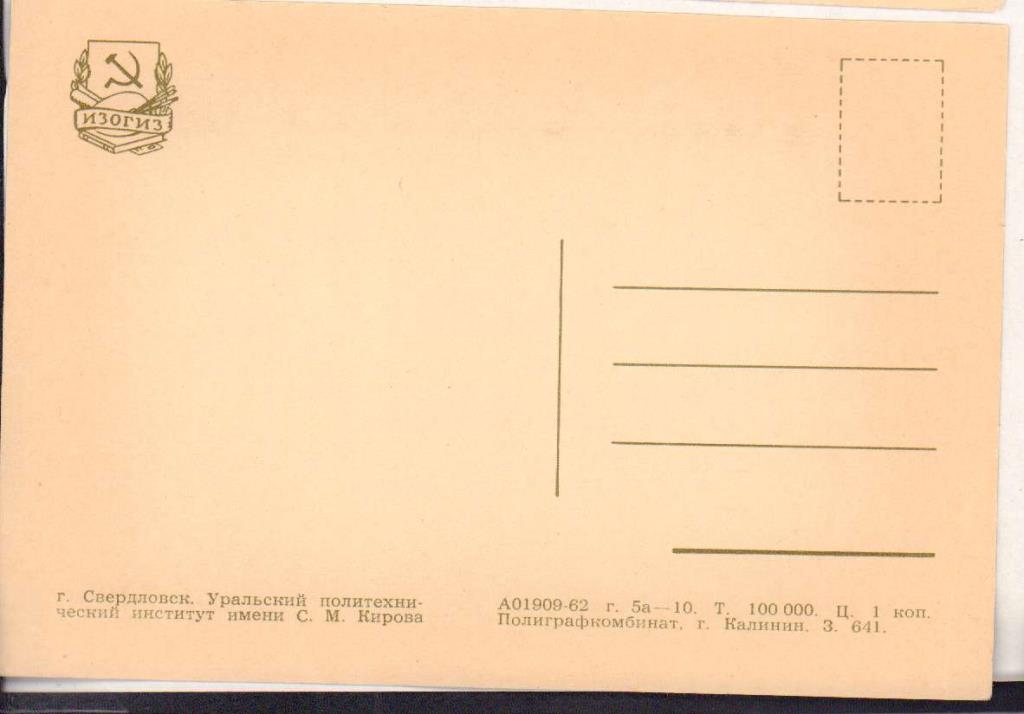 ИЗОГИЗ
г. Свердловск. Уральский политехни-
ческий институт имени С. М. Кирова
А01909-62 г. 5а—10. Т. 100 000. Ц. 1 коп.
Полиграфкомбинат, г. Калинин. З. 641.